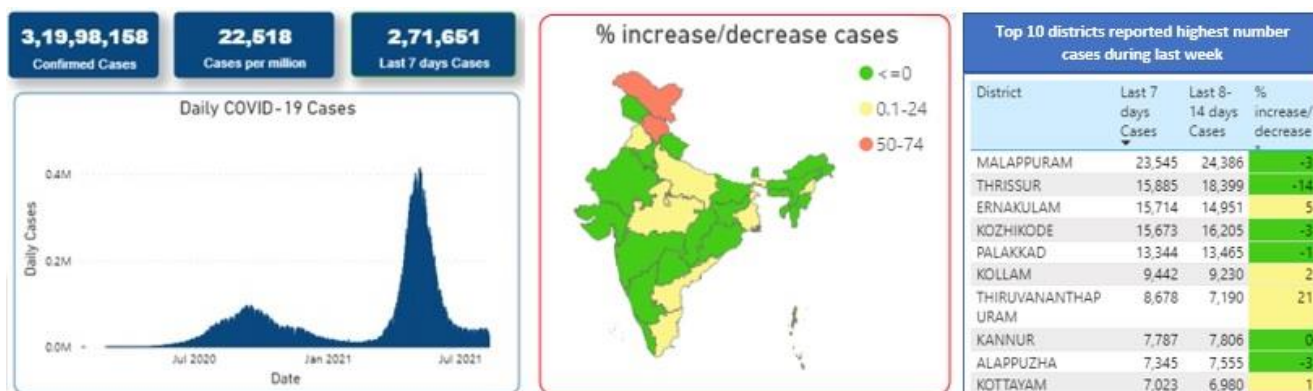 3,19,98,158
Confirmed Cases
22,518
Cases per million
2,71,651
Last 7 days Cases
Daily COVID-19 Cases
0.4M
0.2M
0.0M
Daily Cases
Jul 2020
Jan 2021
Jul 2021
Date
% increase/decrease cases
<=0
0.1-24
50-74
Top 10 districts reported highest number
cases during last week
District Last 7 Last 8- %
days 14 days increase/
Cases Cases decrease
MALAPPURAM 23,545 24,386 -3
THRISSUR 15,885 18,399 -14
ERNAKULAM 15,714 14,951 5
KOZHIKODE 15,673 16,205 -3
PALAKKAD 13,344 13,465 -1
KOLLAM 9,442 9,230 2
THIRUVANANTHAP 8,678 7,190 21
URAM
KANNUR 7,787 7,806 0
ALAPPUZHA 7,345 7,555 -3
KOTTAYAM 7,023 6,980 1